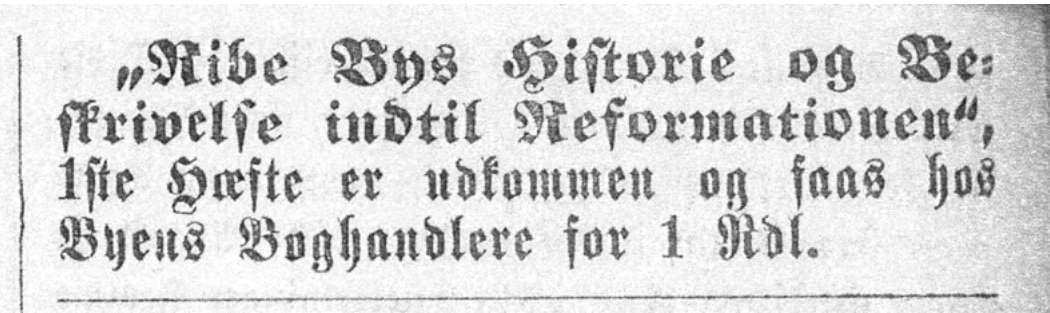 „Ribe Bys Historie og Be-
skrivelse indtil Reformationen“,
1ste Hæfte er udkommen og faas hos
Byens Boghandlere for 1 Rdl.